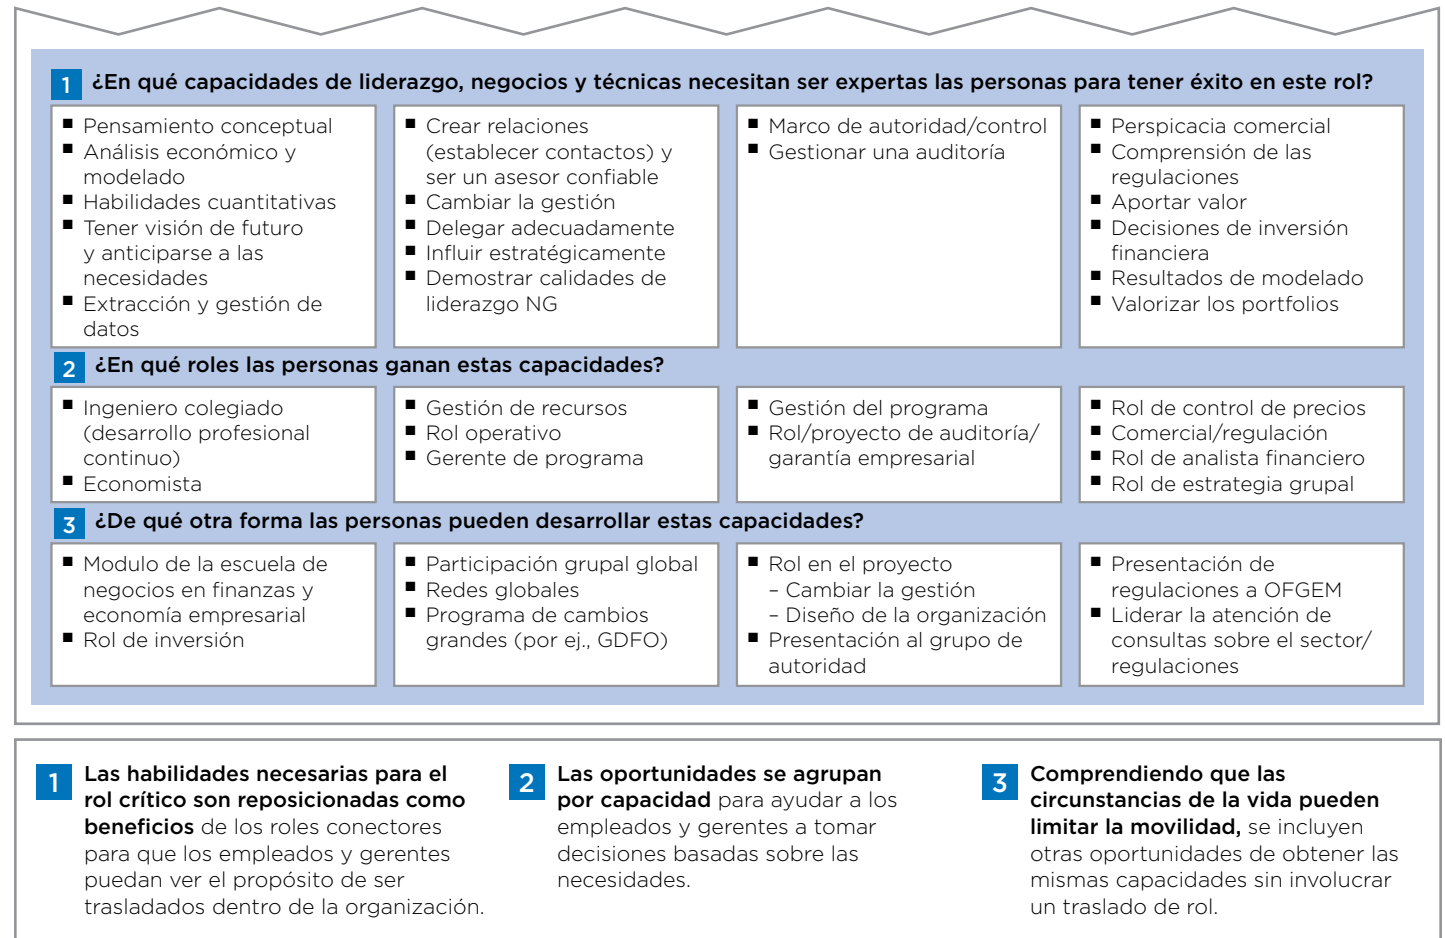 1 ¿En qué capacidades de liderazgo, negocios y técnicas necesitan ser expertas las personas para tener éxito en este rol?
■ Pensamiento conceptual
■ Análisis económico y
modelado
■ Habilidades cuantitativas
■ Tener visión de futuro
y anticiparse a las
necesidades
■ Extracción y gestión de
datos
■ Crear relaciones
(establecer contactos) y
ser un asesor confiable
■ Cambiar la gestión
■ Delegar adecuadamente
■ Influir estratégicamente
■ Demostrar calidades de
liderazgo NG
■ Marco de autoridad/control
■ Gestionar una auditoría
■ Perspicacia comercial
■ Comprensión de las
regulaciones
■ Aportar valor
■ Decisiones de inversión
financiera
■ Resultados de modelado
■ Valorizar los portfolios
2 ¿En qué roles las personas ganan estas capacidades?
■ Ingeniero colegiado
(desarrollo profesional
continuo)
■ Economista
■ Gestión de recursos
■ Rol operativo
■ Gerente de programa
■ Gestión del programa
■ Rol/proyecto de auditoría/
garantía empresarial
■ Rol de control de precios
■ Comercial/regulación
■ Rol de analista financiero
■ Rol de estrategia grupal
3 ¿De qué otra forma las personas pueden desarrollar estas capacidades?
■ Modulo de la escuela de
negocios en finanzas y
economía empresarial
■ Rol de inversión
■ Participación grupal global
■ Redes globales
■ Programa de cambios
grandes (por ej., GDFO)
■ Rol en el proyecto
– Cambiar la gestión
– Diseño de la organización
■ Presentación al grupo de
autoridad
■ Presentación de
regulaciones a OFGEM
■ Liderar la atención de
consultas sobre el sector/
regulaciones
1 Las habilidades necesarias para el
rol crítico son reposicionadas como
beneficios de los roles conectores
para que los empleados y gerentes
puedan ver el propósito de ser
trasladados dentro de la organización.
2 Las oportunidades se agrupan
por capacidad para ayudar a los
empleados y gerentes a tomar
decisiones basadas sobre las
necesidades.
3 Comprendiendo que las
circunstancias de la vida pueden
limitar la movilidad, se incluyen
otras oportunidades de obtener las
mismas capacidades sin involucrar
un traslado de rol.